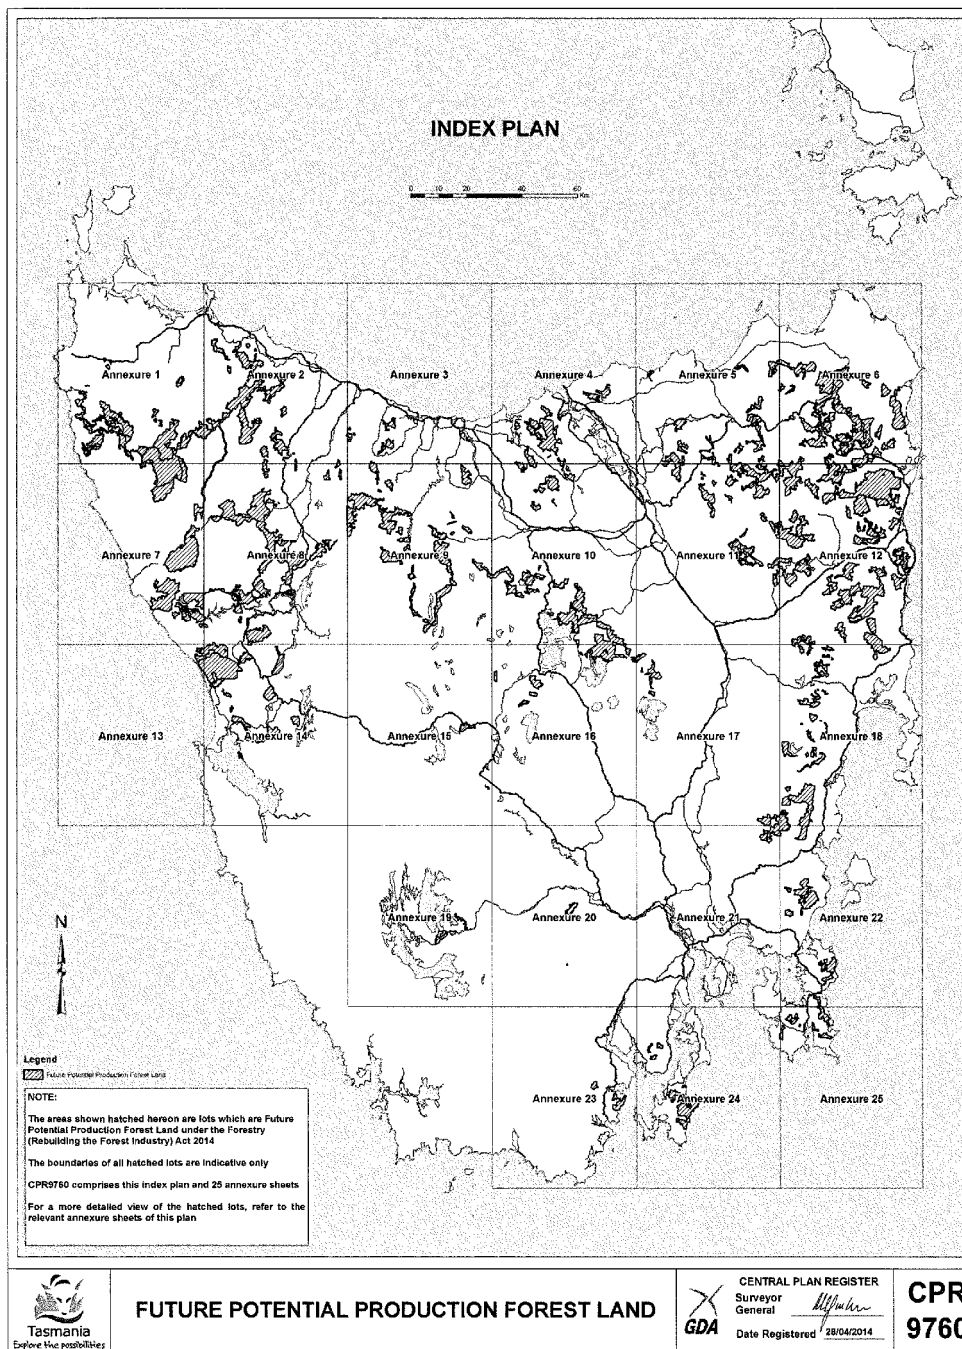 INDEX PLAN
0 10 20 40 60
Km
Annexure 1
Annexure 2
Annexure 3
Annexure 4
Annexure 5
Annexure 6
Annexure 7
Annexure 8
Annexure 9
Annexure 10
Annexure 11
Annexure 12
Annexure 13
Annexure 14
Annexure 15
Annexure 16
Annexure 17
Annexure 18
Annexure 19
Annexure 20
Annexure 21
Annexure 22
N
Annexure 23
Annexure 24
Annexure 25
Legend
Future Potential Production Forest Land
NOTE:
The areas shown hatched hereon are lots which are Future
Potential Production Forest Land under the Forestry
(Rebuilding the Forest Industry) Act 2014
The boundaries of all hatched lots are indicative only
CPR9760 comprises this index plan and 25 annexure sheets
For a more detailed view of the hatched lots, refer to the
relevant annexure sheets of this plan
Tasmania
Explore the possibilities
FUTURE POTENTIAL PRODUCTION FOREST LAND
GDA
CENTRAL PLAN REGISTER
Surveyor
General
Date Registered 28/04/2014
CPR
9760